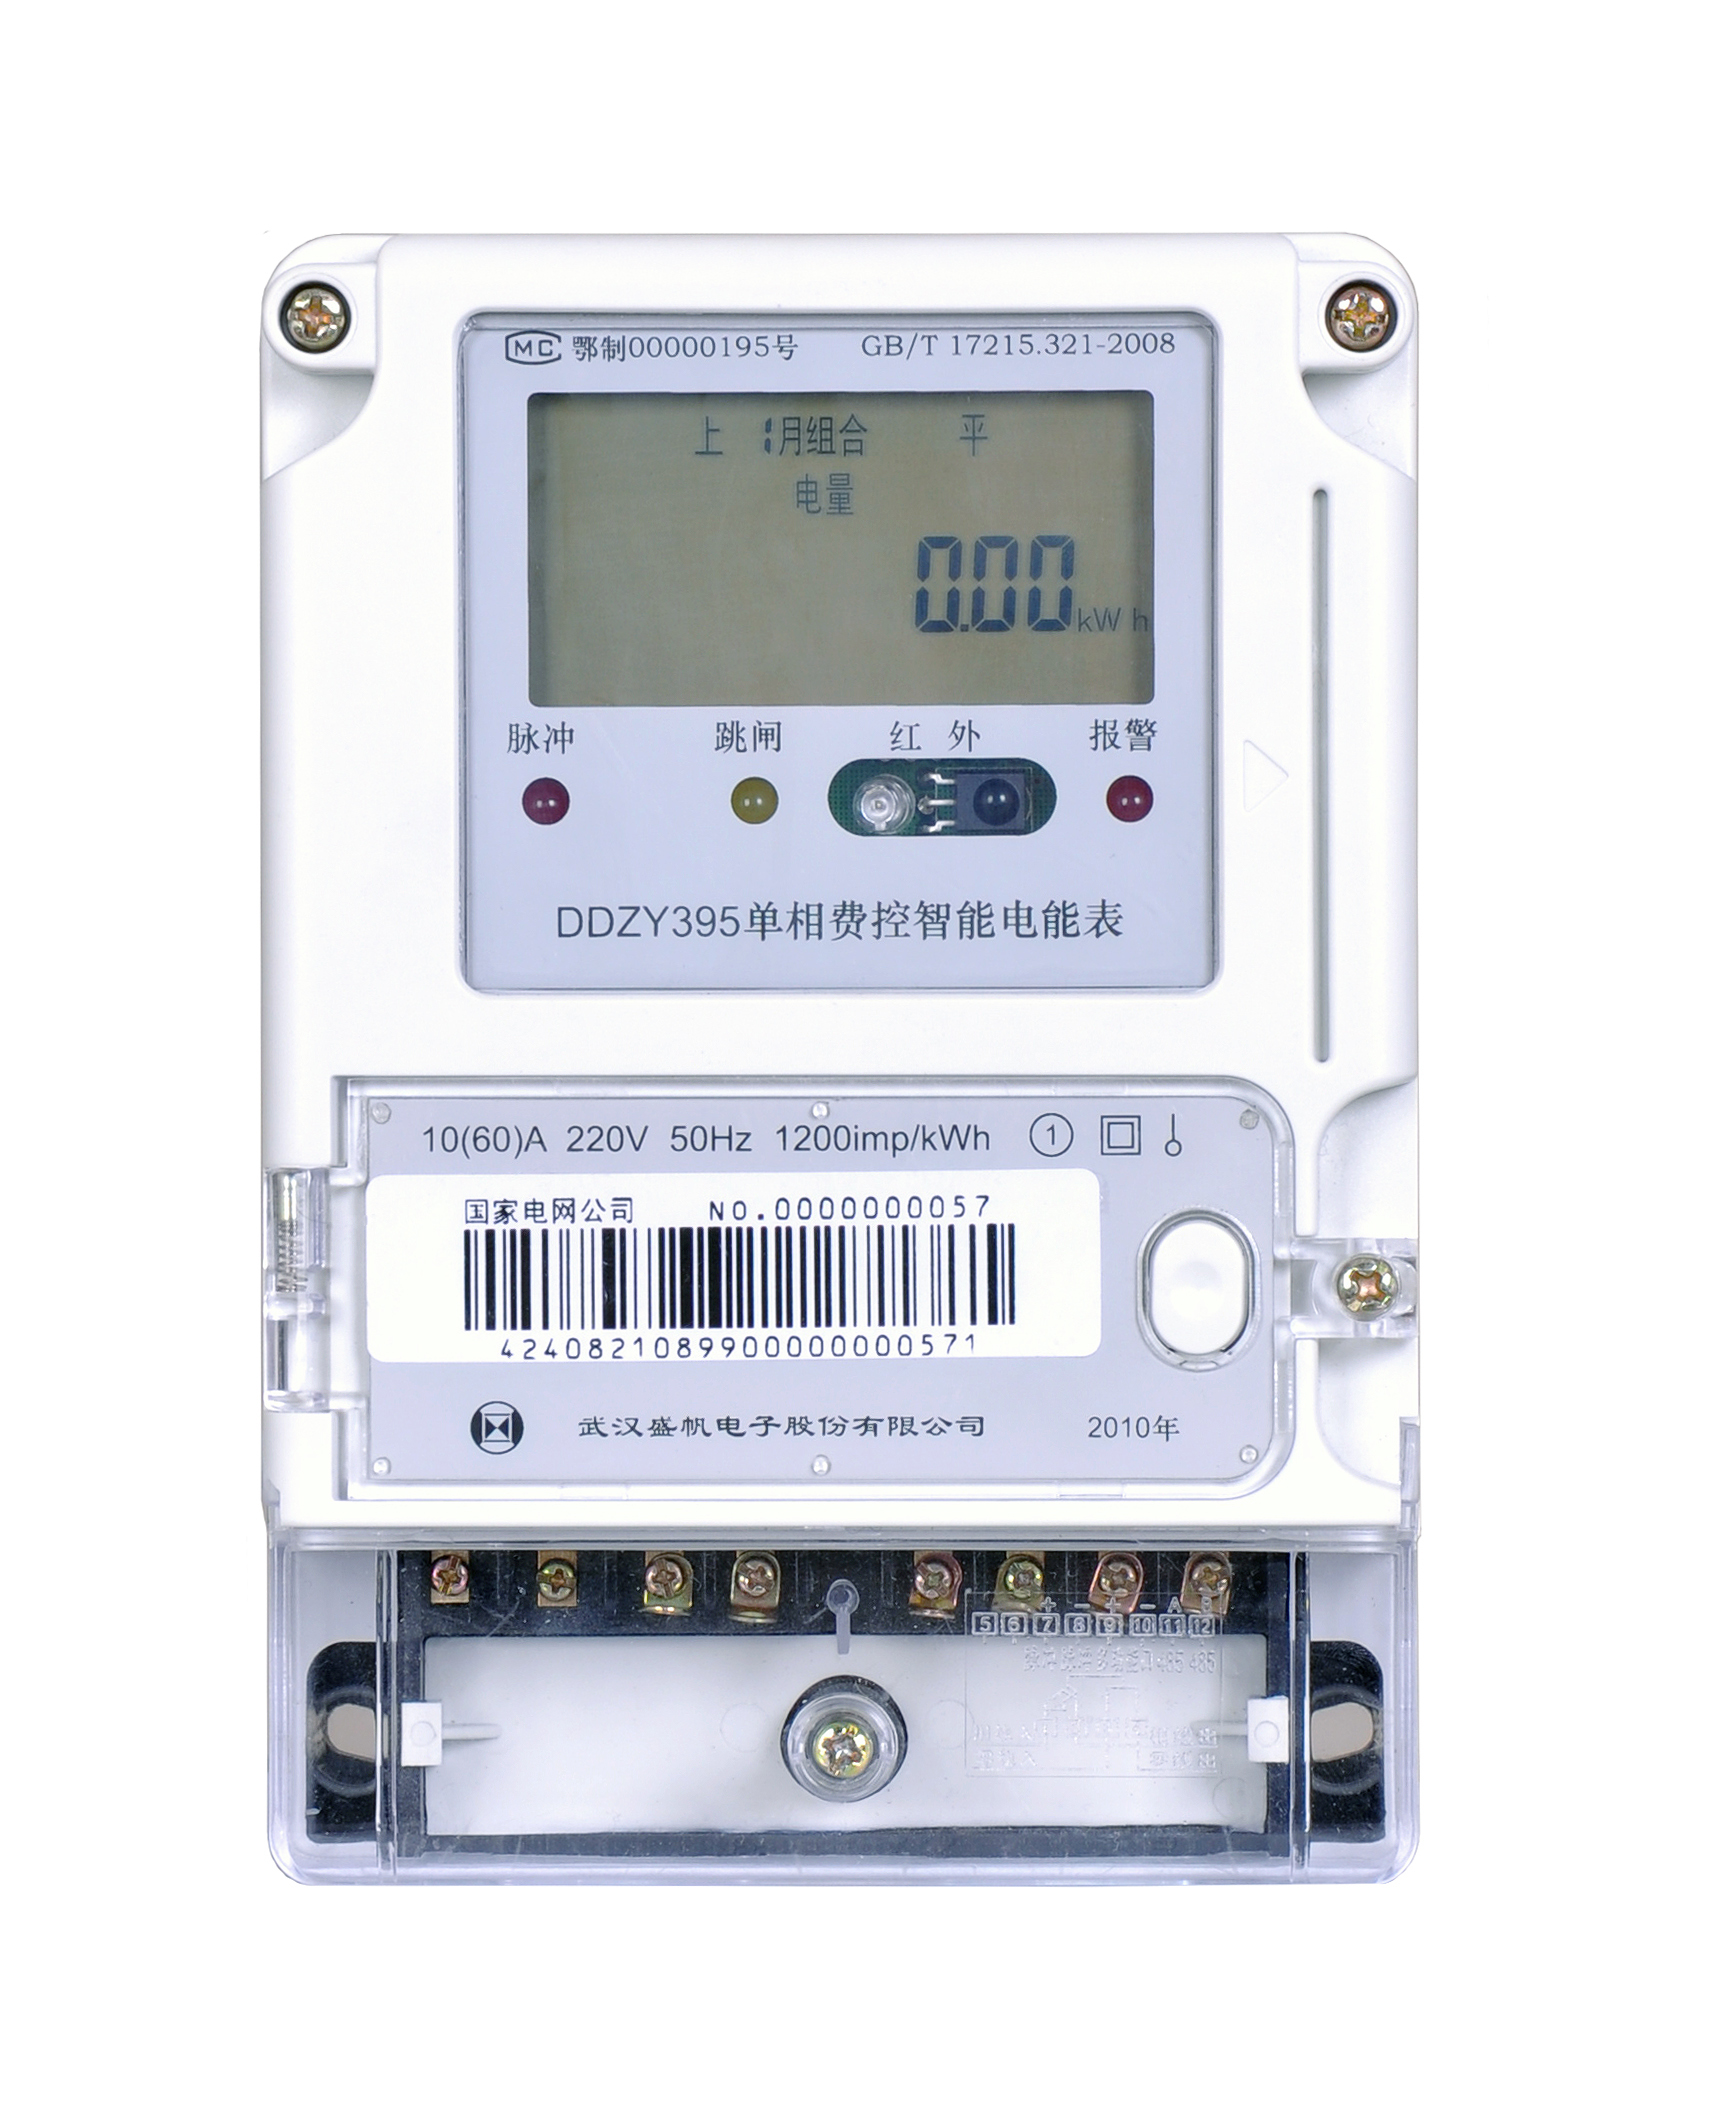 MC 鄂制00000195号 GB/T 17215.321-2008
上 1月组合 平
电量
0.00 kWh
脉冲 跳闸 红外 报警
DDZY395单相费控智能电能表
10(60)A 220V 50Hz 1200imp/kWh ①
国家电网公司 NO.0000000057
4240821089900000000571
武汉盛帆电子股份有限公司 2010年
+ - + - A B
5 6 7 8 9 10 11 12
485 485